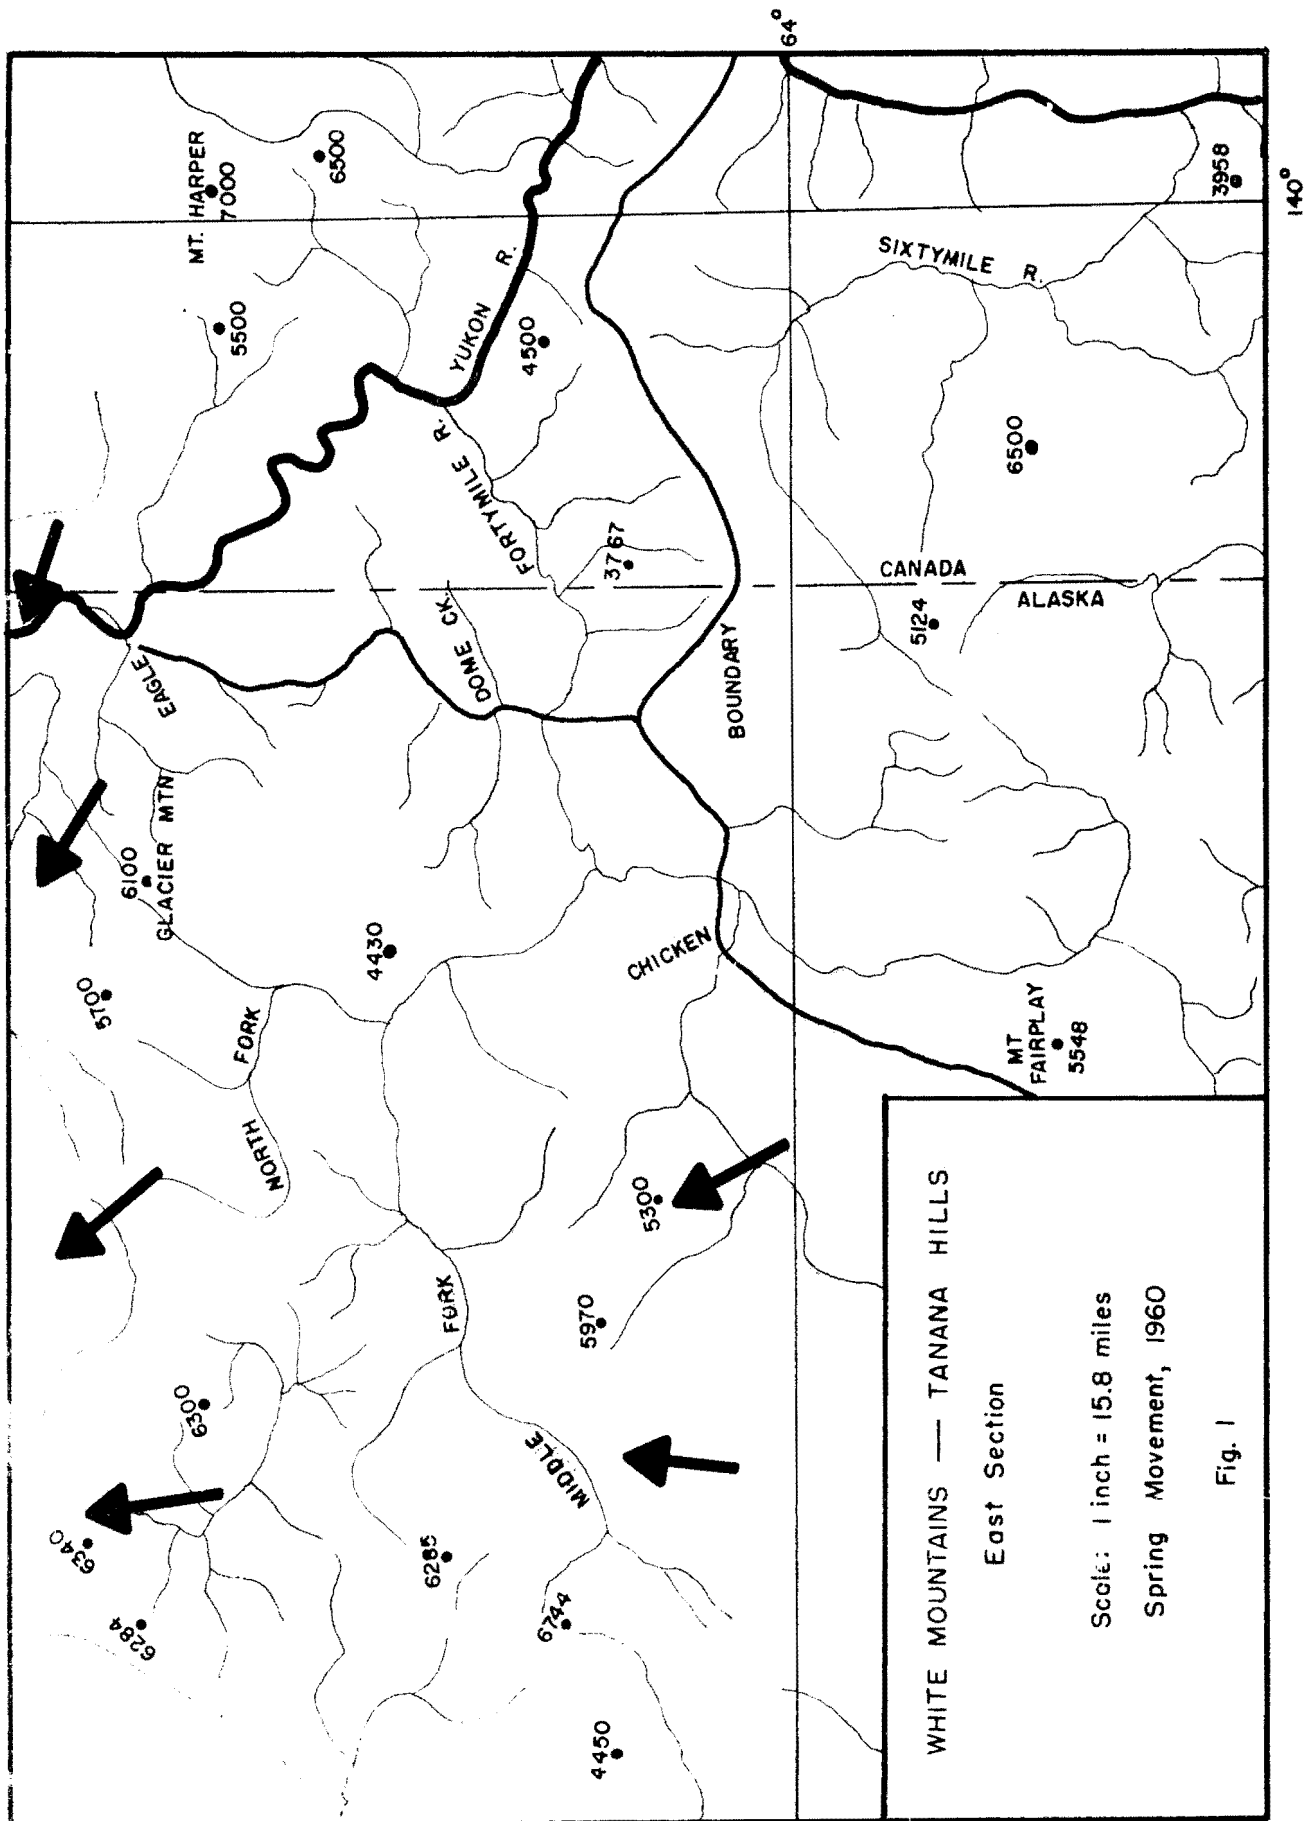 64°
MT. HARPER
7000
6500
5500
YUKON R.
4500
FORTYMILE R.
3767
SIXTYMILE R.
3958
140°
6500
CANADA
ALASKA
5124
BOUNDARY
DOME CK.
EAGLE
GLACIER MTN
6100
5700
4430
CHICKEN
NORTH FORK
MT
FAIRPLAY
5548
5300
5970
MIDDLE FORK
6300
6340
6284
6285
6744
4450
WHITE MOUNTAINS — TANANA HILLS
East Section
Scale: 1 inch = 15.8 miles
Spring Movement, 1960
Fig. 1